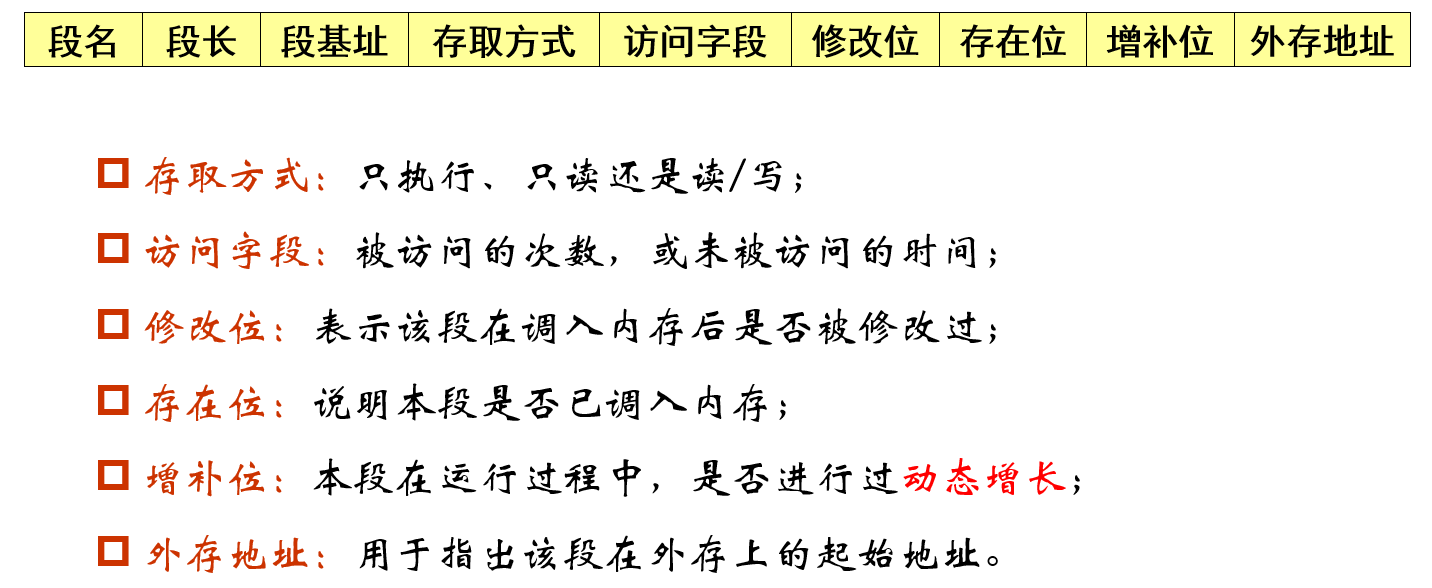 段名 段长 段基址 存取方式 访问字段 修改位 存在位 增补位 外存地址
存取方式：只执行、只读还是读/写；
访问字段：被访问的次数，或未被访问的时间；
修改位：表示该段在调入内存后是否被修改过；
存在位：说明本段是否已调入内存；
增补位：本段在运行过程中，是否进行过动态增长；
外存地址：用于指出该段在外存上的起始地址。